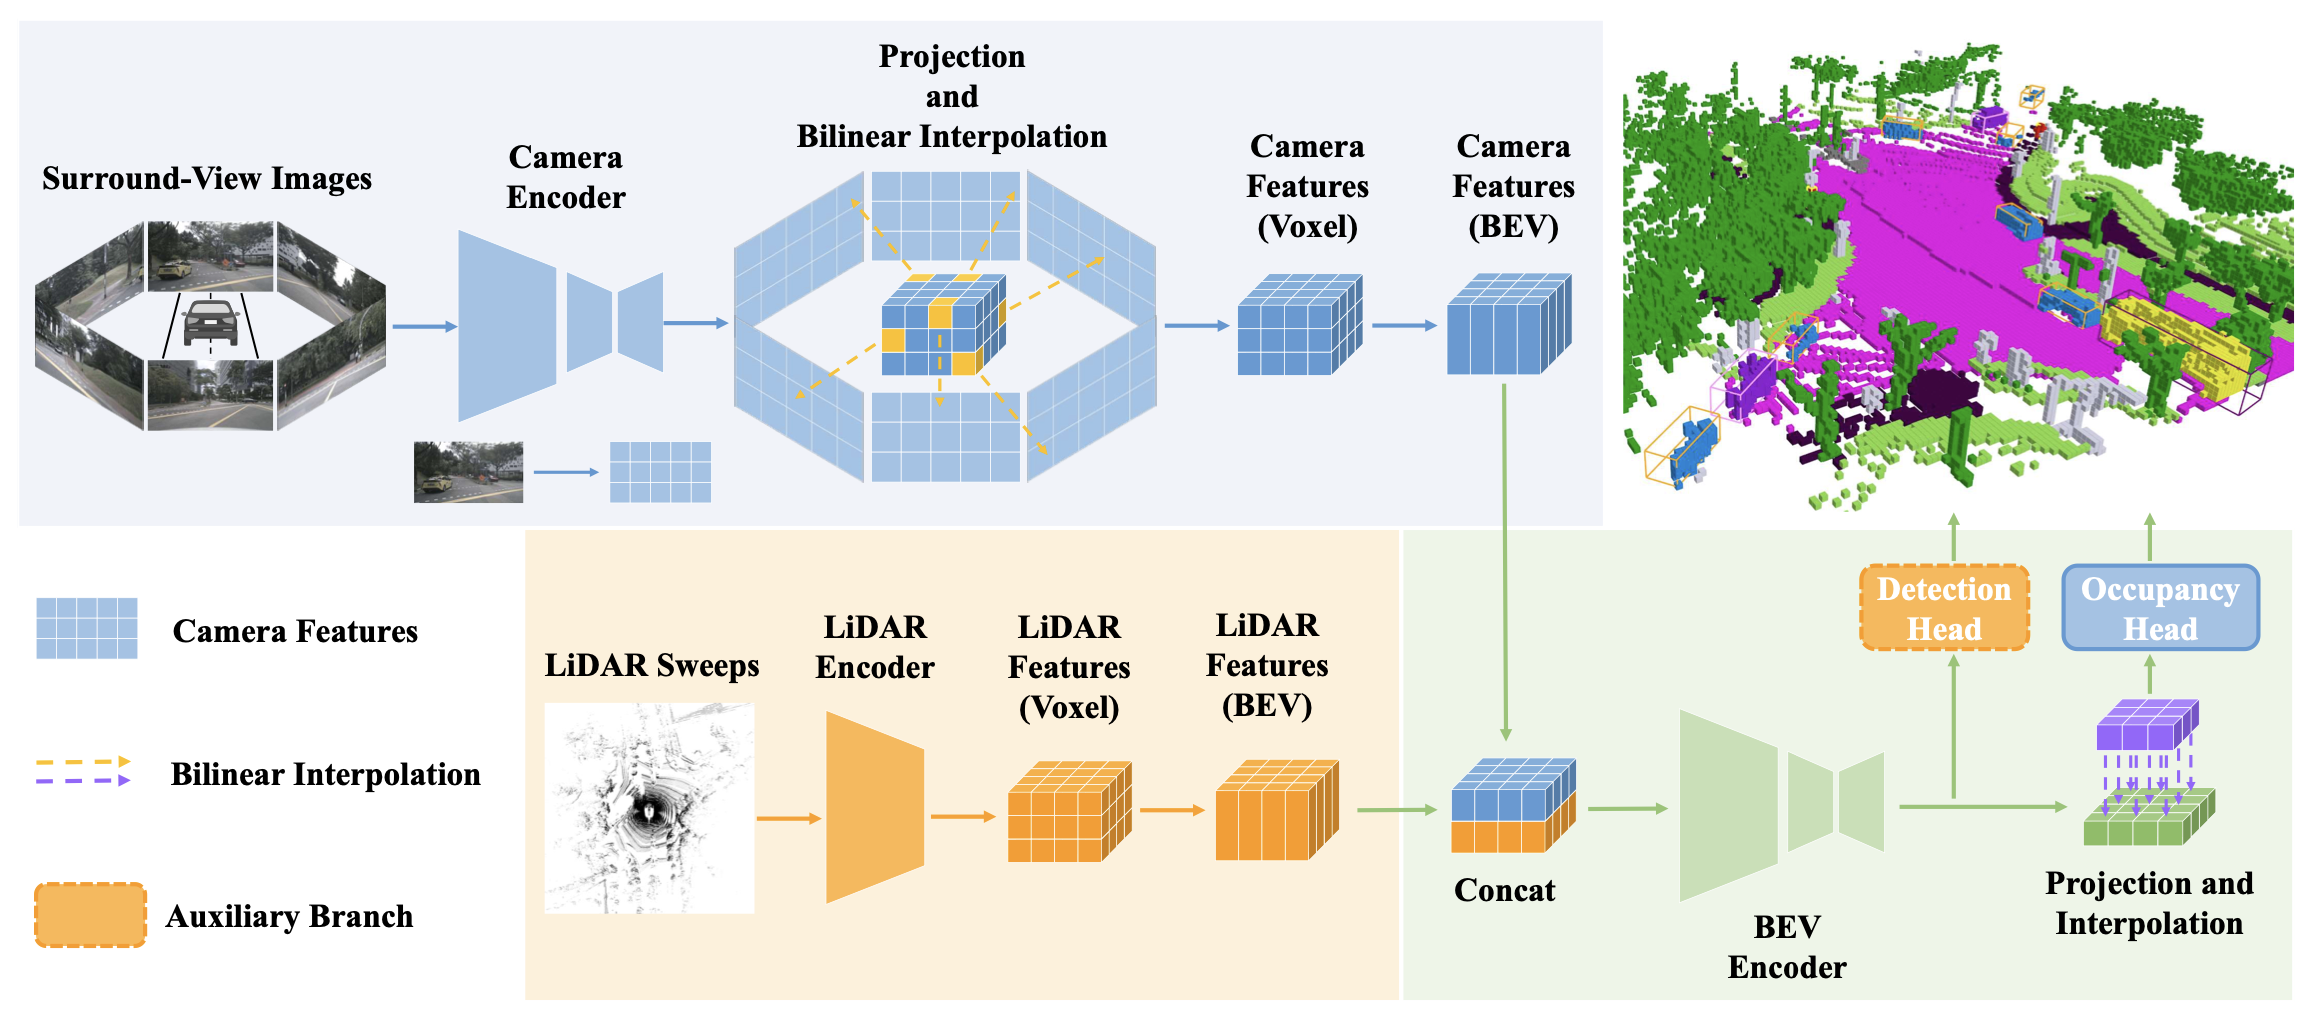 Surround-View Images
Camera
Encoder
Projection
and
Bilinear Interpolation
Camera
Features
(Voxel)
Camera
Features
(BEV)
Camera Features
Bilinear Interpolation
Auxiliary Branch
LiDAR Sweeps
LiDAR
Encoder
LiDAR
Features
(Voxel)
LiDAR
Features
(BEV)
Concat
BEV
Encoder
Detection
Head
Occupancy
Head
Projection and
Interpolation